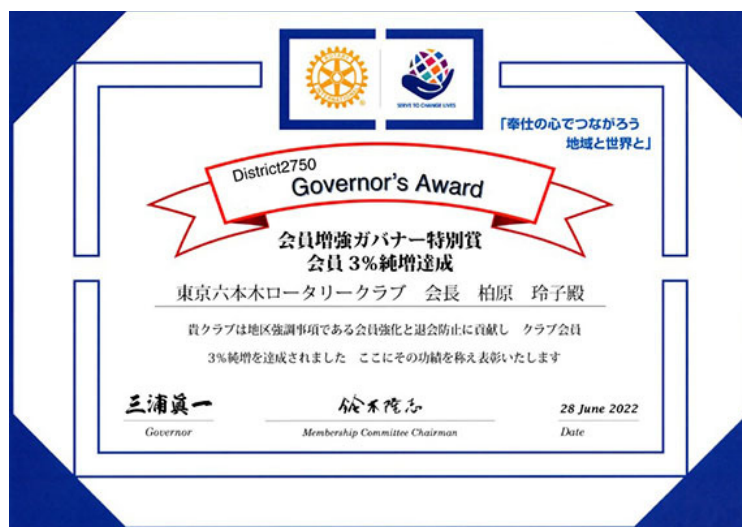 ROTARY INTERNATIONAL
SERVE TO CHANGE LIVES
「奉仕の心でつながろう
地域と世界と」
District2750
Governor's Award
会員増強ガバナー特別賞
会員 3%純増達成
東京六本木ロータリークラブ 会長 柏原 玲子殿
貴クラブは地区強調事項である会員強化と退会防止に貢献し クラブ会員
3%純増を達成されました ここにその功績を称え表彰いたします
三浦眞一
鈴木隆志
28 June 2022
Governor
Membership Committee Chairman
Date